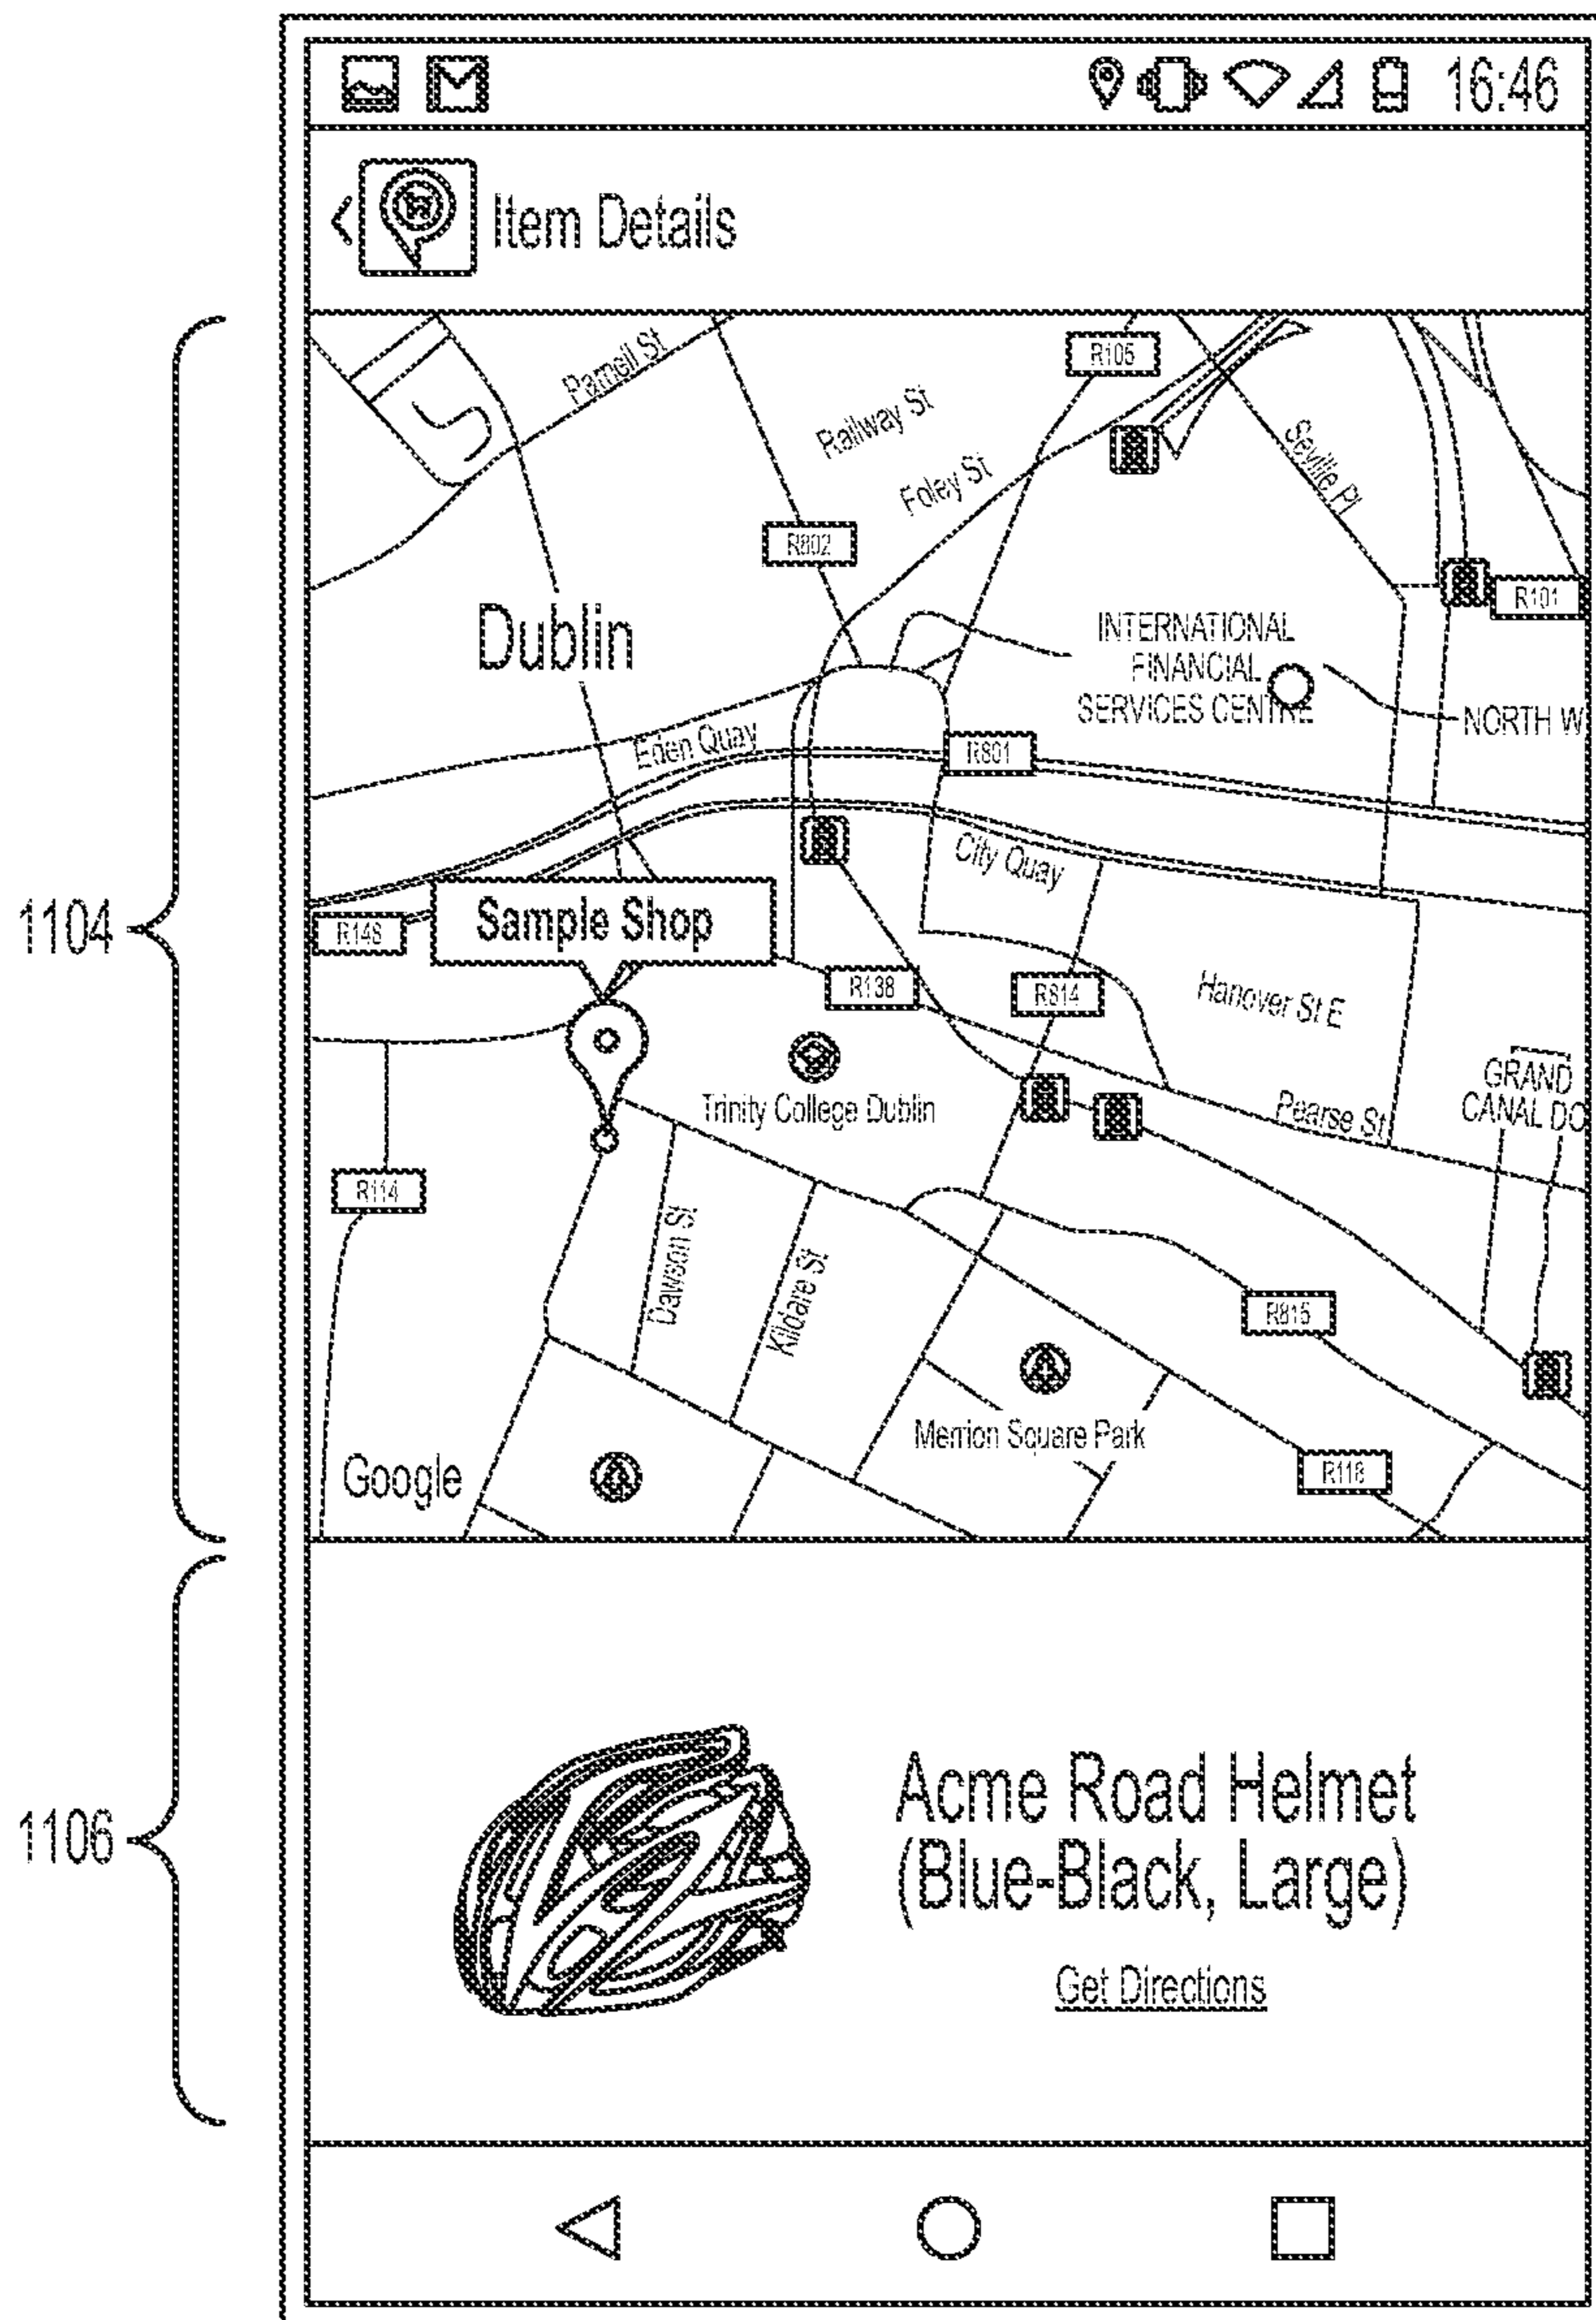 16:46
Item Details
Parnell St
R105
Railway St
Seville Pl
Foley St
R802
R101
Dublin
INTERNATIONAL
FINANCIAL
SERVICES CENTRE
NORTH W
Eden Quay
R801
City Quay
1104
R148
Sample Shop
R138
R814
Hanover St E
Trinity College Dublin
Pearse St
GRAND
CANAL DO
R114
Dawson St
Kildare St
R815
Merrion Square Park
Google
R118
1106
Acme Road Helmet
(Blue-Black, Large)
Get Directions